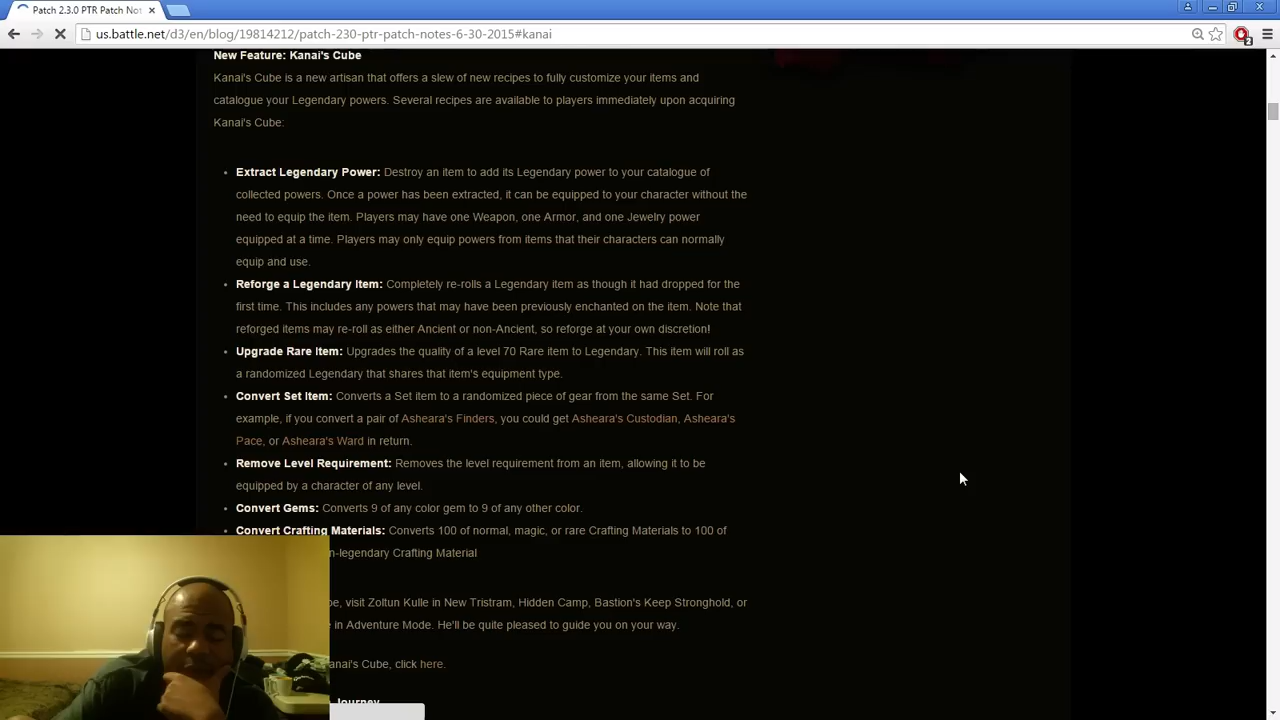 Patch 2.3.0 PTR Patch Not
us.battle.net/d3/en/blog/19814212/patch-230-ptr-patch-notes-6-30-2015#kanai
2
New Feature: Kanai's Cube
Kanai's Cube is a new artisan that offers a slew of new recipes to fully customize your items and
catalogue your Legendary powers. Several recipes are available to players immediately upon acquiring
Kanai's Cube:
Extract Legendary Power: Destroy an item to add its Legendary power to your catalogue of
collected powers. Once a power has been extracted, it can be equipped to your character without the
need to equip the item. Players may have one Weapon, one Armor, and one Jewelry power
equipped at a time. Players may only equip powers from items that their characters can normally
equip and use.
Reforge a Legendary Item: Completely re-rolls a Legendary item as though it had dropped for the
first time. This includes any powers that may have been previously enchanted on the item. Note that
reforged items may re-roll as either Ancient or non-Ancient, so reforge at your own discretion!
Upgrade Rare Item: Upgrades the quality of a level 70 Rare item to Legendary. This item will roll as
a randomized Legendary that shares that item's equipment type.
Convert Set Item: Converts a Set item to a randomized piece of gear from the same Set. For
example, if you convert a pair of Asheara's Finders, you could get Asheara's Custodian, Asheara's
Pace, or Asheara's Ward in return.
Remove Level Requirement: Removes the level requirement from an item, allowing it to be
equipped by a character of any level.
Convert Gems: Converts 9 of any color gem to 9 of any other color.
Convert Crafting Materials: Converts 100 of normal, magic, or rare Crafting Materials to 100 of
n-legendary Crafting Material
e, visit Zoltun Kulle in New Tristram, Hidden Camp, Bastion's Keep Stronghold, or
e in Adventure Mode. He'll be quite pleased to guide you on your way.
anai's Cube, click here.
Journey